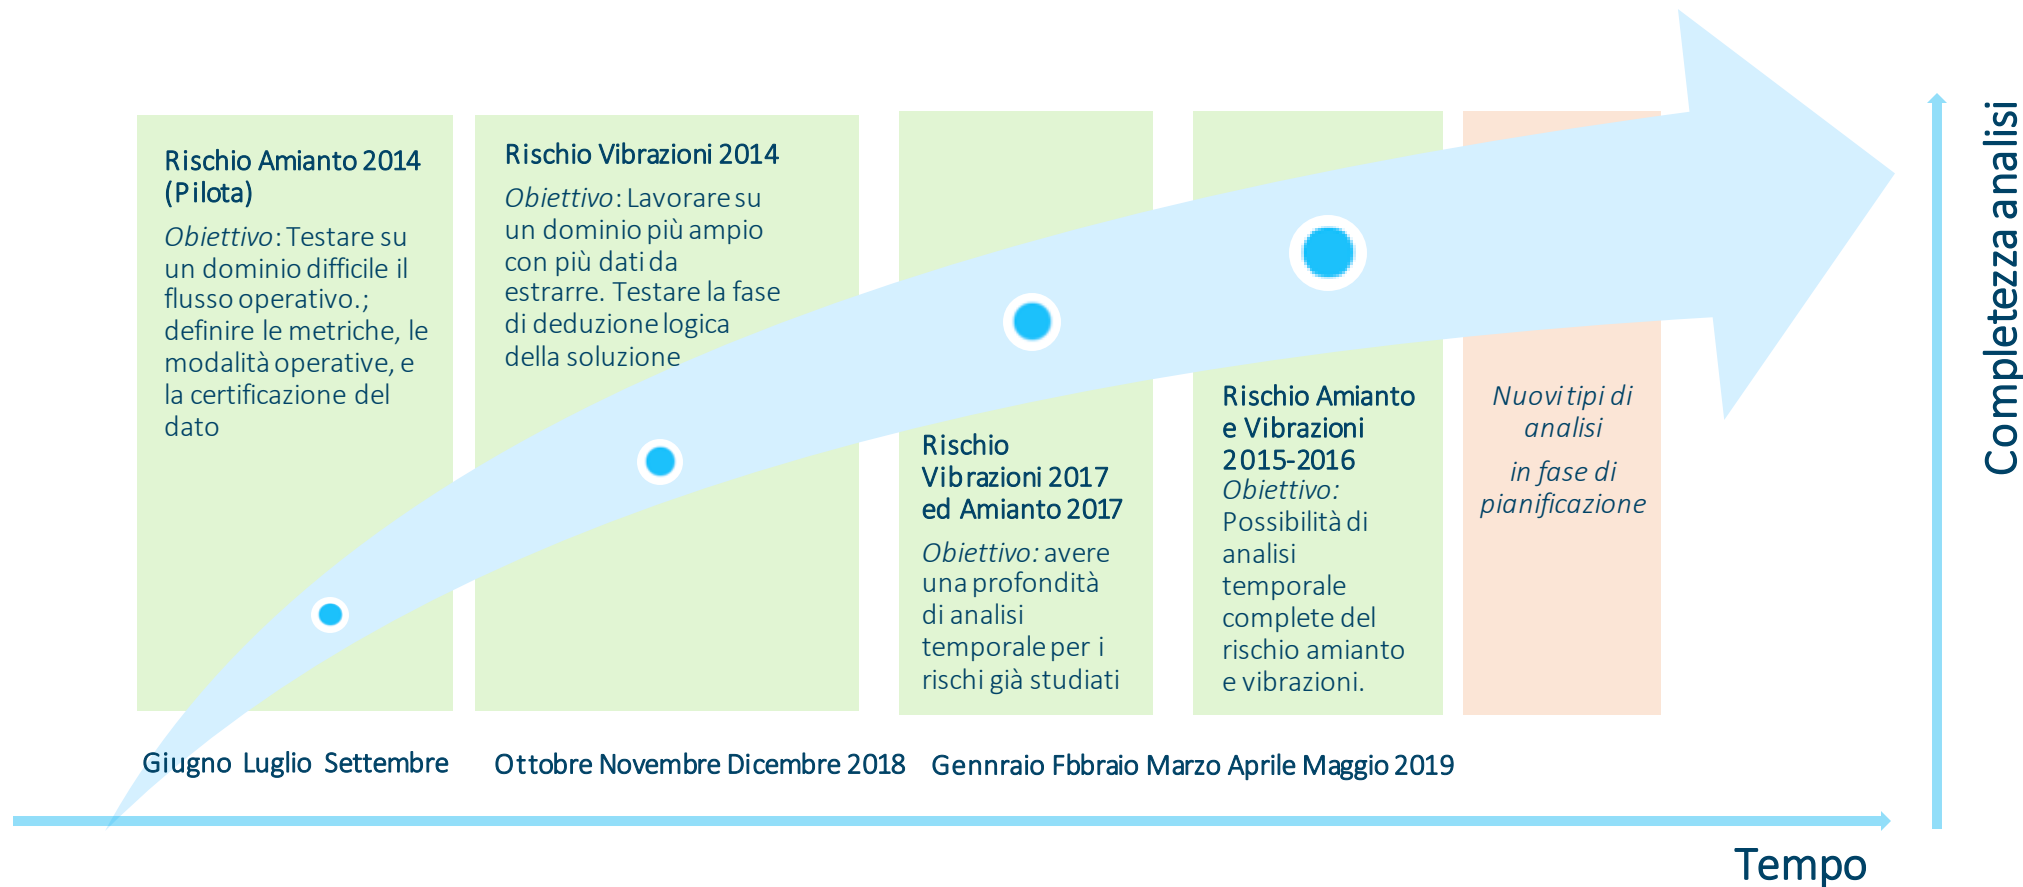 Rischio Amianto 2014
(Pilota)
Obiettivo: Testare su
un dominio difficile il
flusso operativo.;
definire le metriche, le
modalità operative, e
la certificazione del
dato
Rischio Vibrazioni 2014
Obiettivo: Lavorare su
un dominio più ampio
con più dati da
estrarre. Testare la fase
di deduzione logica
della soluzione
Rischio
Vibrazioni 2017
ed Amianto 2017
Obiettivo: avere
una profondità
di analisi
temporale per i
rischi già studiati
Rischio Amianto
e Vibrazioni
2015-2016
Obiettivo:
Possibilità di
analisi
temporale
complete del
rischio amianto
e vibrazioni.
Nuovi tipi di
analisi
in fase di
pianificazione
Giugno Luglio Settembre
Ottobre Novembre Dicembre 2018
Gennraio Fbbraio Marzo Aprile Maggio 2019
Tempo
Completezza analisi